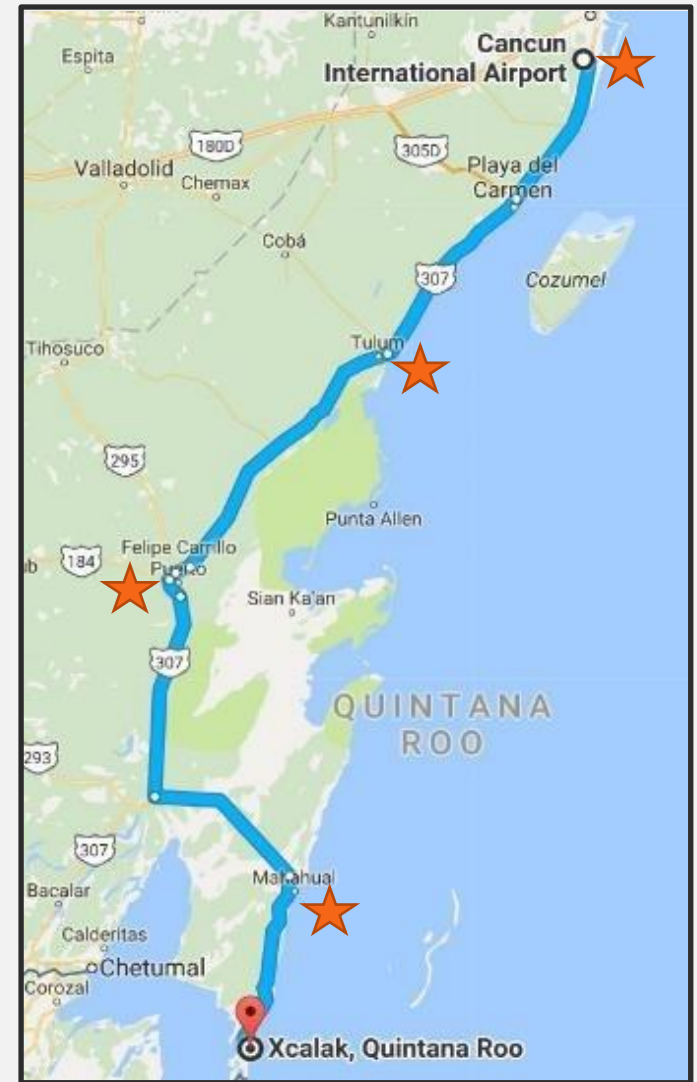 Kantunilkín
Cancun
International Airport
Espita
180D
305D
Valladolid
Chemax
Playa del
Carmen
Cobá
307
Cozumel
Tihosuco
Tulum
295
Punta Allen
Felipe Carrillo
Puerto
184
Sian Ka'an
307
QUINTANA
ROO
293
307
Mahahual
Bacalar
Calderitas
Chetumal
Corozal
Xcalak, Quintana Roo